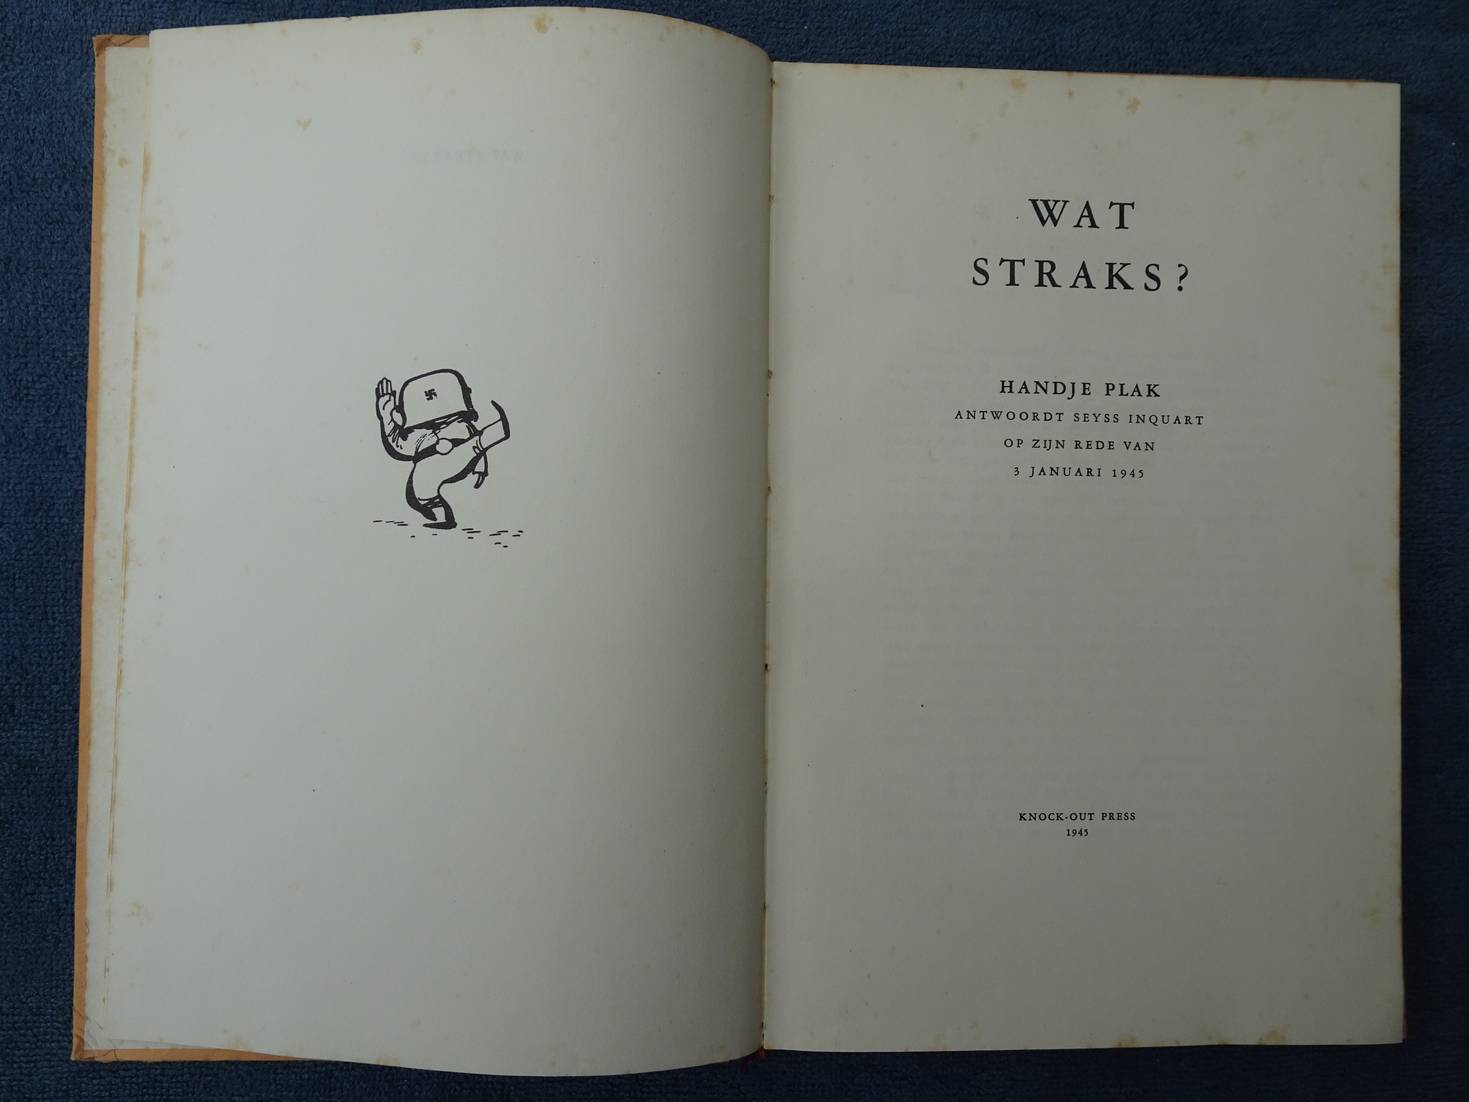 WAT
STRAKS?
HANDJE PLAK
ANTWOORDT SEYSS INQUART
OP ZIJN REDE VAN
3 JANUARI 1945
KNOCK-OUT PRESS
1945